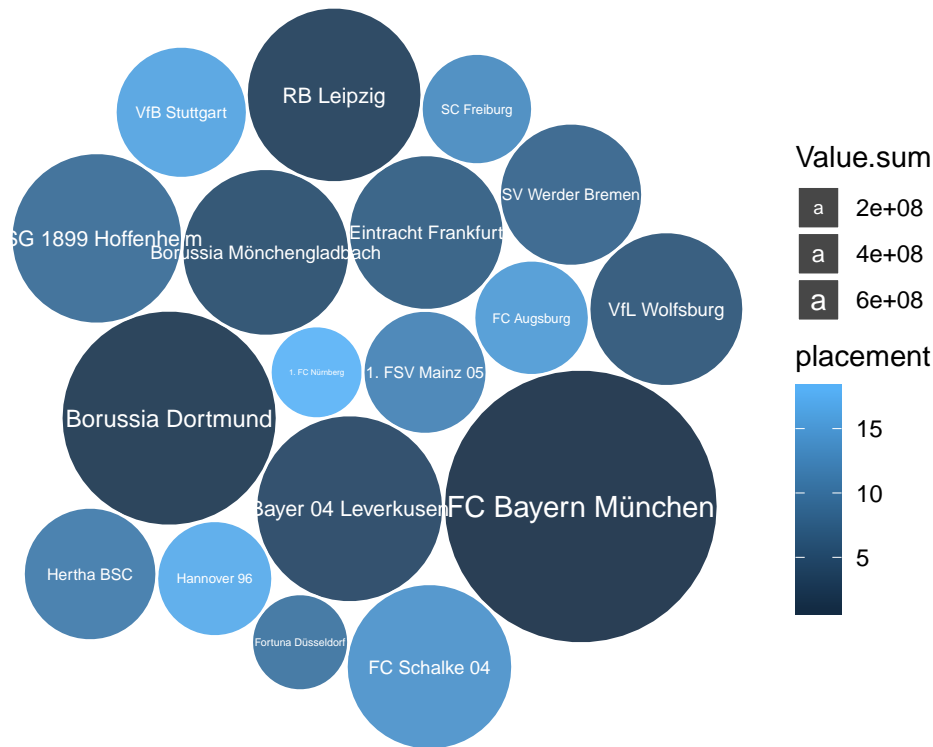 RB Leipzig
VfB Stuttgart
SC Freiburg
SV Werder Bremen
SG 1899 Hoffenheim
Borussia Mönchengladbach
Eintracht Frankfurt
VfL Wolfsburg
FC Augsburg
1. FC Nürnberg
1. FSV Mainz 05
Borussia Dortmund
Bayer 04 Leverkusen
FC Bayern München
Hertha BSC
Hannover 96
Fortuna Düsseldorf
FC Schalke 04
Value.sum
a 2e+08
a 4e+08
a 6e+08
placement
15
10
5